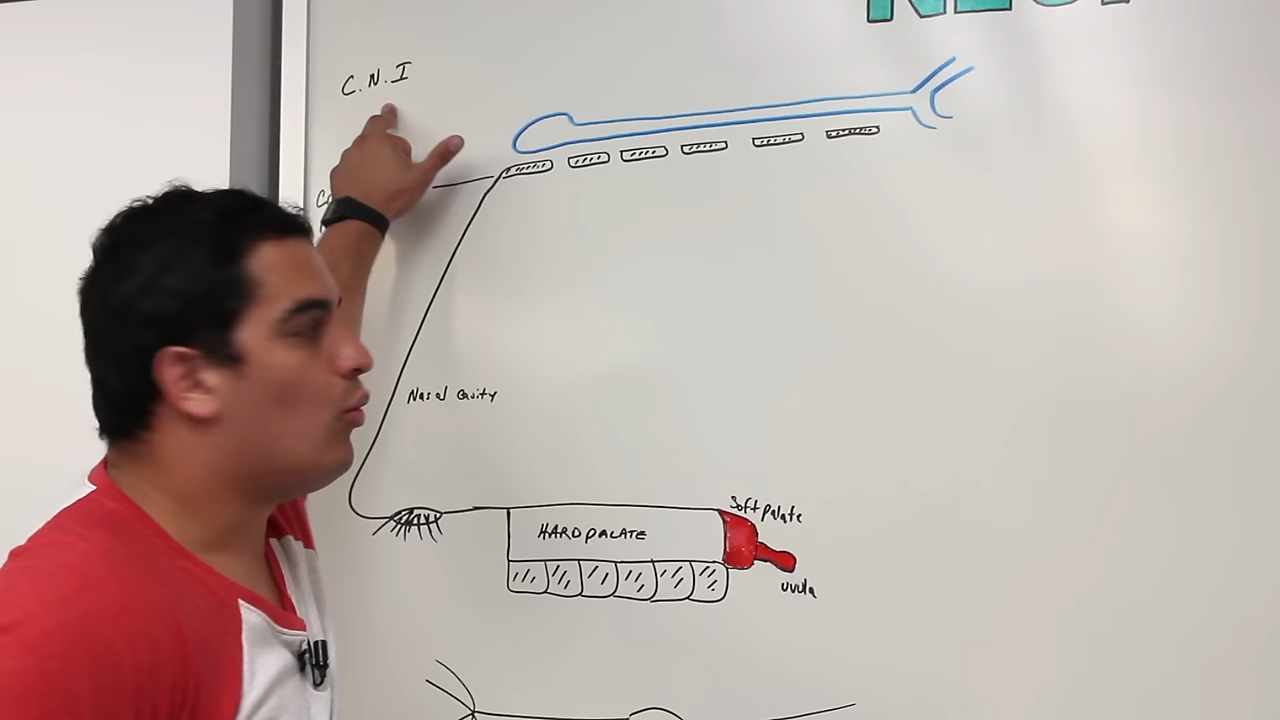 C.N.I
Nasal Cavity
Soft palate
HARD PALATE
uvula